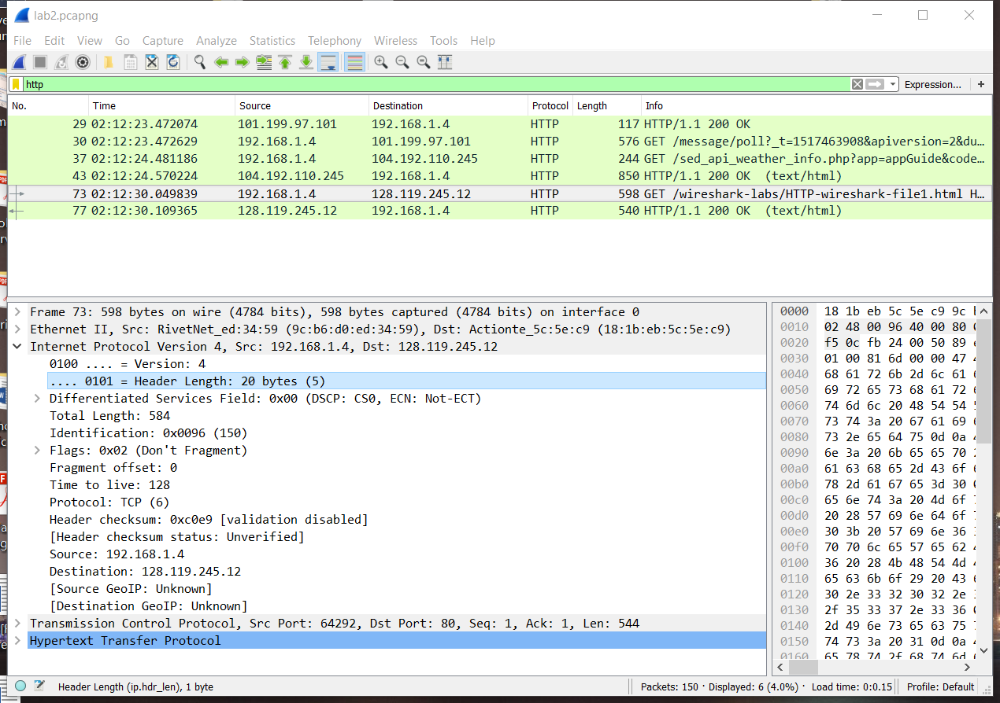 lab2.pcapng
File Edit View Go Capture Analyze Statistics Telephony Wireless Tools Help
http Expression... +
No. Time Source Destination Protocol Length Info
29 02:12:23.472074 101.199.97.101 192.168.1.4 HTTP 117 HTTP/1.1 200 OK
30 02:12:23.472629 192.168.1.4 101.199.97.101 HTTP 576 GET /message/poll?_t=1517463908&apiversion=2&du...
37 02:12:24.481186 192.168.1.4 104.192.110.245 HTTP 244 GET /sed_api_weather_info.php?app=appGuide&code...
43 02:12:24.570224 104.192.110.245 192.168.1.4 HTTP 850 HTTP/1.1 200 OK (text/html)
73 02:12:30.049839 192.168.1.4 128.119.245.12 HTTP 598 GET /wireshark-labs/HTTP-wireshark-file1.html H...
77 02:12:30.109365 128.119.245.12 192.168.1.4 HTTP 540 HTTP/1.1 200 OK (text/html)
Frame 73: 598 bytes on wire (4784 bits), 598 bytes captured (4784 bits) on interface 0
Ethernet II, Src: RivetNet_ed:34:59 (9c:b6:d0:ed:34:59), Dst: Actionte_5c:5e:c9 (18:1b:eb:5c:5e:c9)
Internet Protocol Version 4, Src: 192.168.1.4, Dst: 128.119.245.12
0100 .... = Version: 4
.... 0101 = Header Length: 20 bytes (5)
Differentiated Services Field: 0x00 (DSCP: CS0, ECN: Not-ECT)
Total Length: 584
Identification: 0x0096 (150)
Flags: 0x02 (Don't Fragment)
Fragment offset: 0
Time to live: 128
Protocol: TCP (6)
Header checksum: 0xc0e9 [validation disabled]
[Header checksum status: Unverified]
Source: 192.168.1.4
Destination: 128.119.245.12
[Source GeoIP: Unknown]
[Destination GeoIP: Unknown]
Transmission Control Protocol, Src Port: 64292, Dst Port: 80, Seq: 1, Ack: 1, Len: 544
Hypertext Transfer Protocol
0000 18 1b eb 5c 5e c9 9c
0010 02 48 00 96 40 00 80
0020 f5 0c fb 24 00 50 89
0030 01 00 81 6d 00 00 47
0040 68 61 72 6b 2d 6c 61
0050 69 72 65 73 68 61 72
0060 74 6d 6c 20 48 54 54
0070 73 74 3a 20 67 61 69
0080 73 2e 65 64 75 0d 0a
0090 6e 3a 20 6b 65 65 70
00a0 61 63 68 65 2d 43 6f
00b0 78 2d 61 67 65 3d 30
00c0 65 6e 74 3a 20 4d 6f
00d0 20 28 57 69 6e 64 6f
00e0 30 3b 20 57 69 6e 36
00f0 70 70 6c 65 57 65 62
0100 36 20 28 4b 48 54 4d
0110 65 63 6b 6f 29 20 43
0120 30 2e 33 32 30 32 2e
0130 2f 35 33 37 2e 33 36
0140 2d 49 6e 73 65 63 75
0150 74 73 3a 20 31 0d 0a
0160 65 78 74 2f 68 74 6d
Header Length (ip.hdr_len), 1 byte Packets: 150 · Displayed: 6 (4.0%) · Load time: 0:0.15 Profile: Default